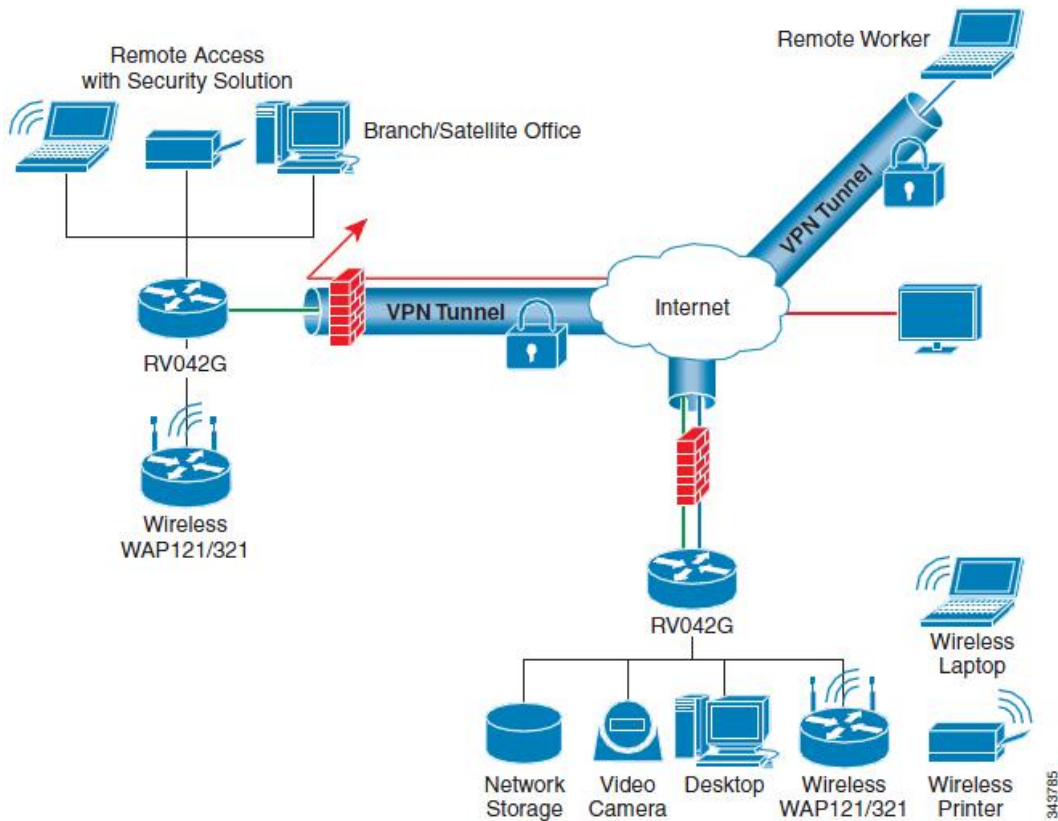 Remote Access
with Security Solution
Remote Worker
Branch/Satellite Office
VPN Tunnel
VPN Tunnel
Internet
RV042G
Wireless
WAP121/321
RV042G
Wireless
Laptop
Network
Storage
Video
Camera
Desktop
Wireless
WAP121/321
Wireless
Printer
343785